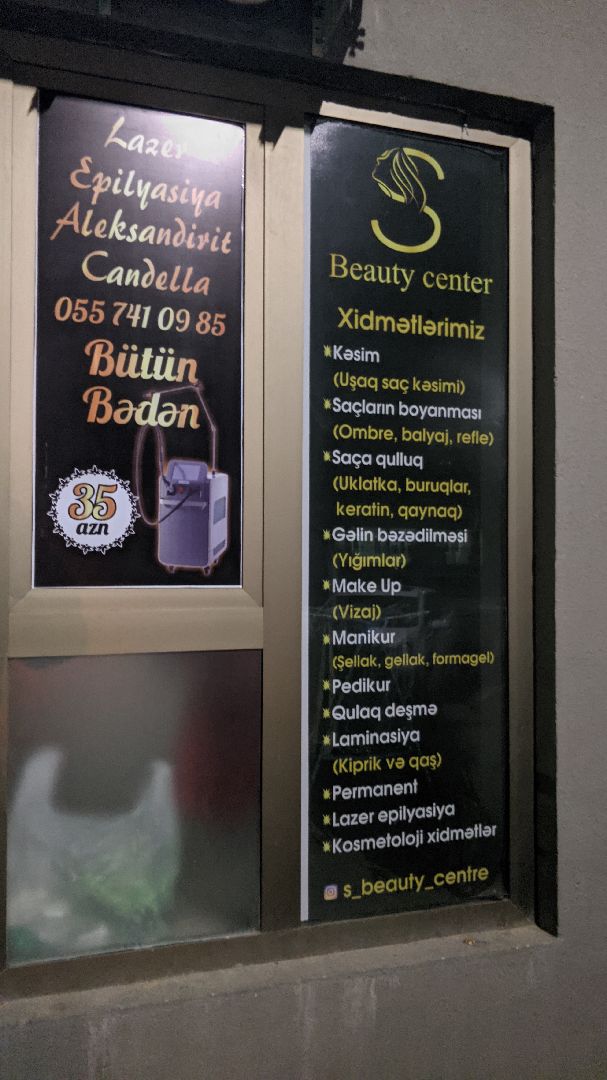 Lazer
Epilyasiya
Aleksandirit
Candella
055 741 09 85
Bütün
Bədən
35
azn
S
Beauty center
Xidmətlərimiz
Kəsim
(Uşaq saç kəsimi)
Saçların boyanması
(Ombre, balyaj, refle)
Saça qulluq
(Uklatka, buruqlar,
keratin, qaynaq)
Gəlin bəzədilməsi
(Yığımlar)
Make Up
(Vizaj)
Manikur
(Şellak, gellak, formagel)
Pedikur
Qulaq deşmə
Laminasiya
(Kiprik və qaş)
Permanent
Lazer epilyasiya
Kosmetoloji xidmətlər
s_beauty_centre